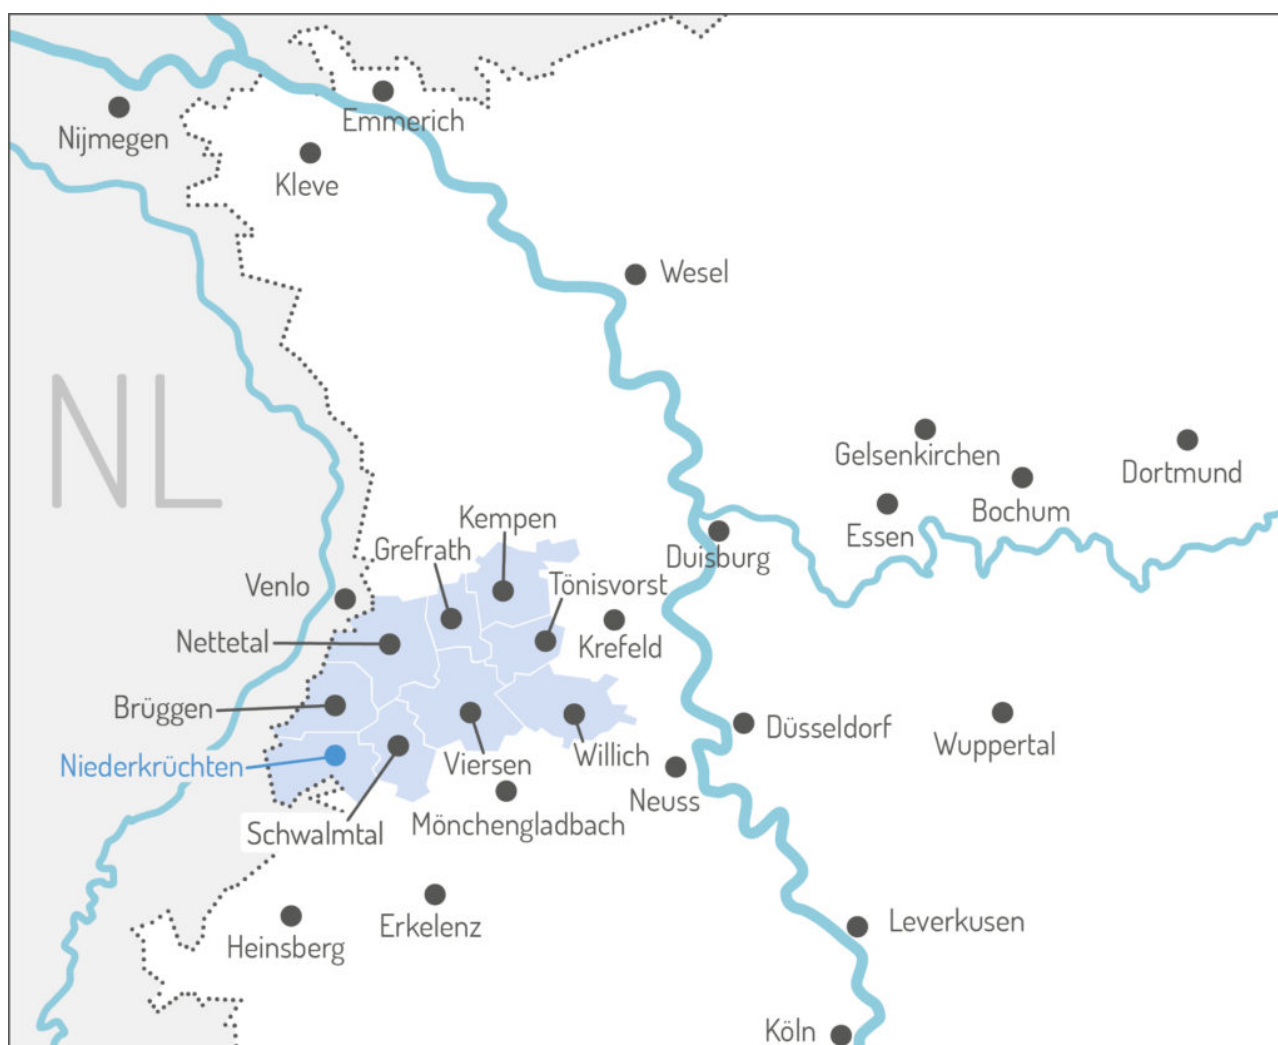 Emmerich
Nijmegen
Kleve
Wesel
NL
Gelsenkirchen
Dortmund
Bochum
Kempen
Essen
Grefrath
Duisburg
Venlo
Tönisvorst
Nettetal
Krefeld
Brüggen
Düsseldorf
Wuppertal
Niederkrüchten
Viersen
Willich
Neuss
Schwalmtal
Mönchengladbach
Erkelenz
Leverkusen
Heinsberg
Köln